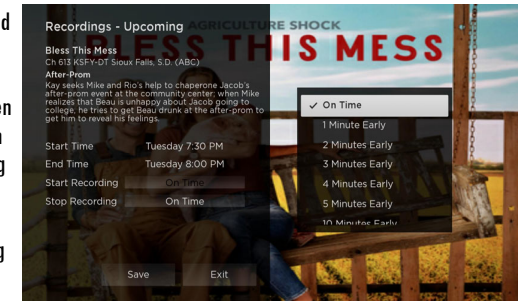 d
en
n
g
g
Recordings - Upcoming
AGRICULTURE SHOCK
BLESS THIS MESS
Bless This Mess
Ch 613 KSFY-DT Sioux Falls, S.D. (ABC)
After-Prom
Kay seeks Mike and Rio's help to chaperone Jacob's
after-prom event at the community center; when Mike
realizes that Beau is unhappy about Jacob going to
college, he tries to get Beau drunk at the after-prom to
get him to reveal his feelings.
Start Time Tuesday 7:30 PM
End Time Tuesday 8:00 PM
Start Recording On Time
Stop Recording On Time
Save Exit
✓ On Time
1 Minute Early
2 Minutes Early
3 Minutes Early
4 Minutes Early
5 Minutes Early
10 Minutes Early